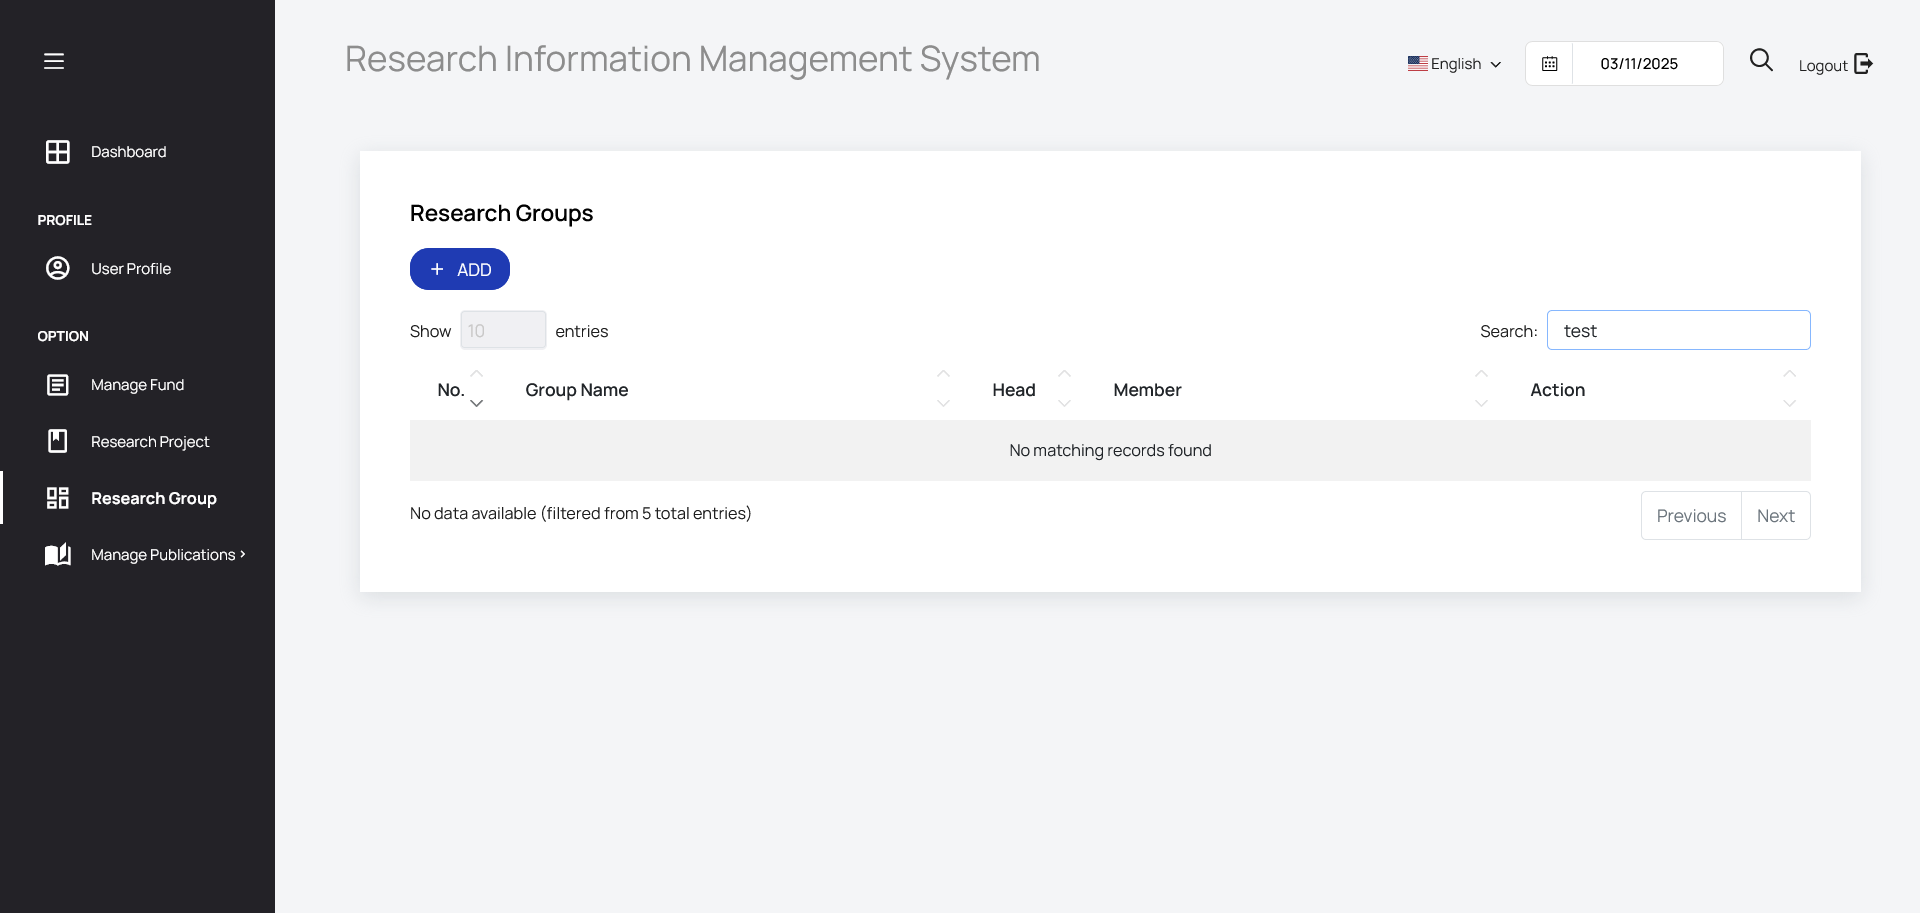 Research Information Management System
English
03/11/2025
Logout
Dashboard
PROFILE
User Profile
OPTION
Manage Fund
Research Project
Research Group
Manage Publications
Research Groups
+ ADD
Show 10 entries
Search: test
No. Group Name Head Member Action
No matching records found
No data available (filtered from 5 total entries)
Previous Next